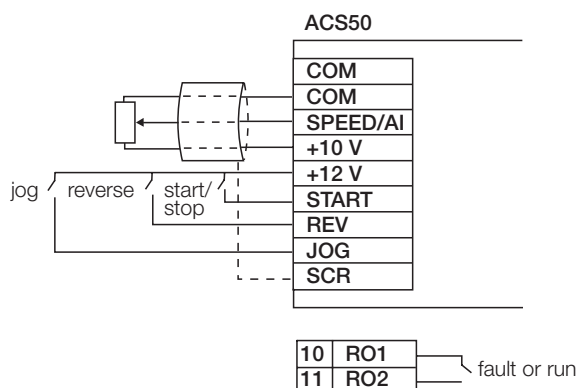 ACS50
COM
COM
SPEED/AI
+10 V
+12 V
START
REV
JOG
SCR
jog
reverse
start/
stop
10 RO1
11 RO2
fault or run